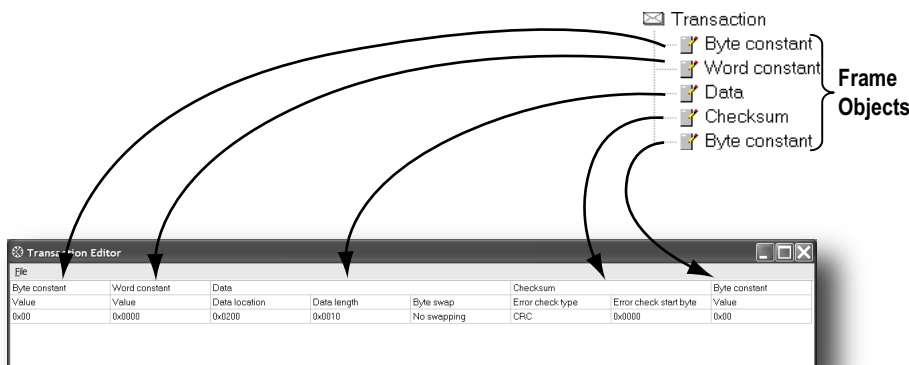 Transaction
Byte constant
Word constant
Data
Checksum
Byte constant
Frame
Objects
Transaction Editor
File
Byte constant Word constant Data Checksum Byte constant
Value Value Data location Data length Byte swap Error check type Error check start byte Value
0x00 0x0000 0x0200 0x0010 No swapping CRC 0x0000 0x00